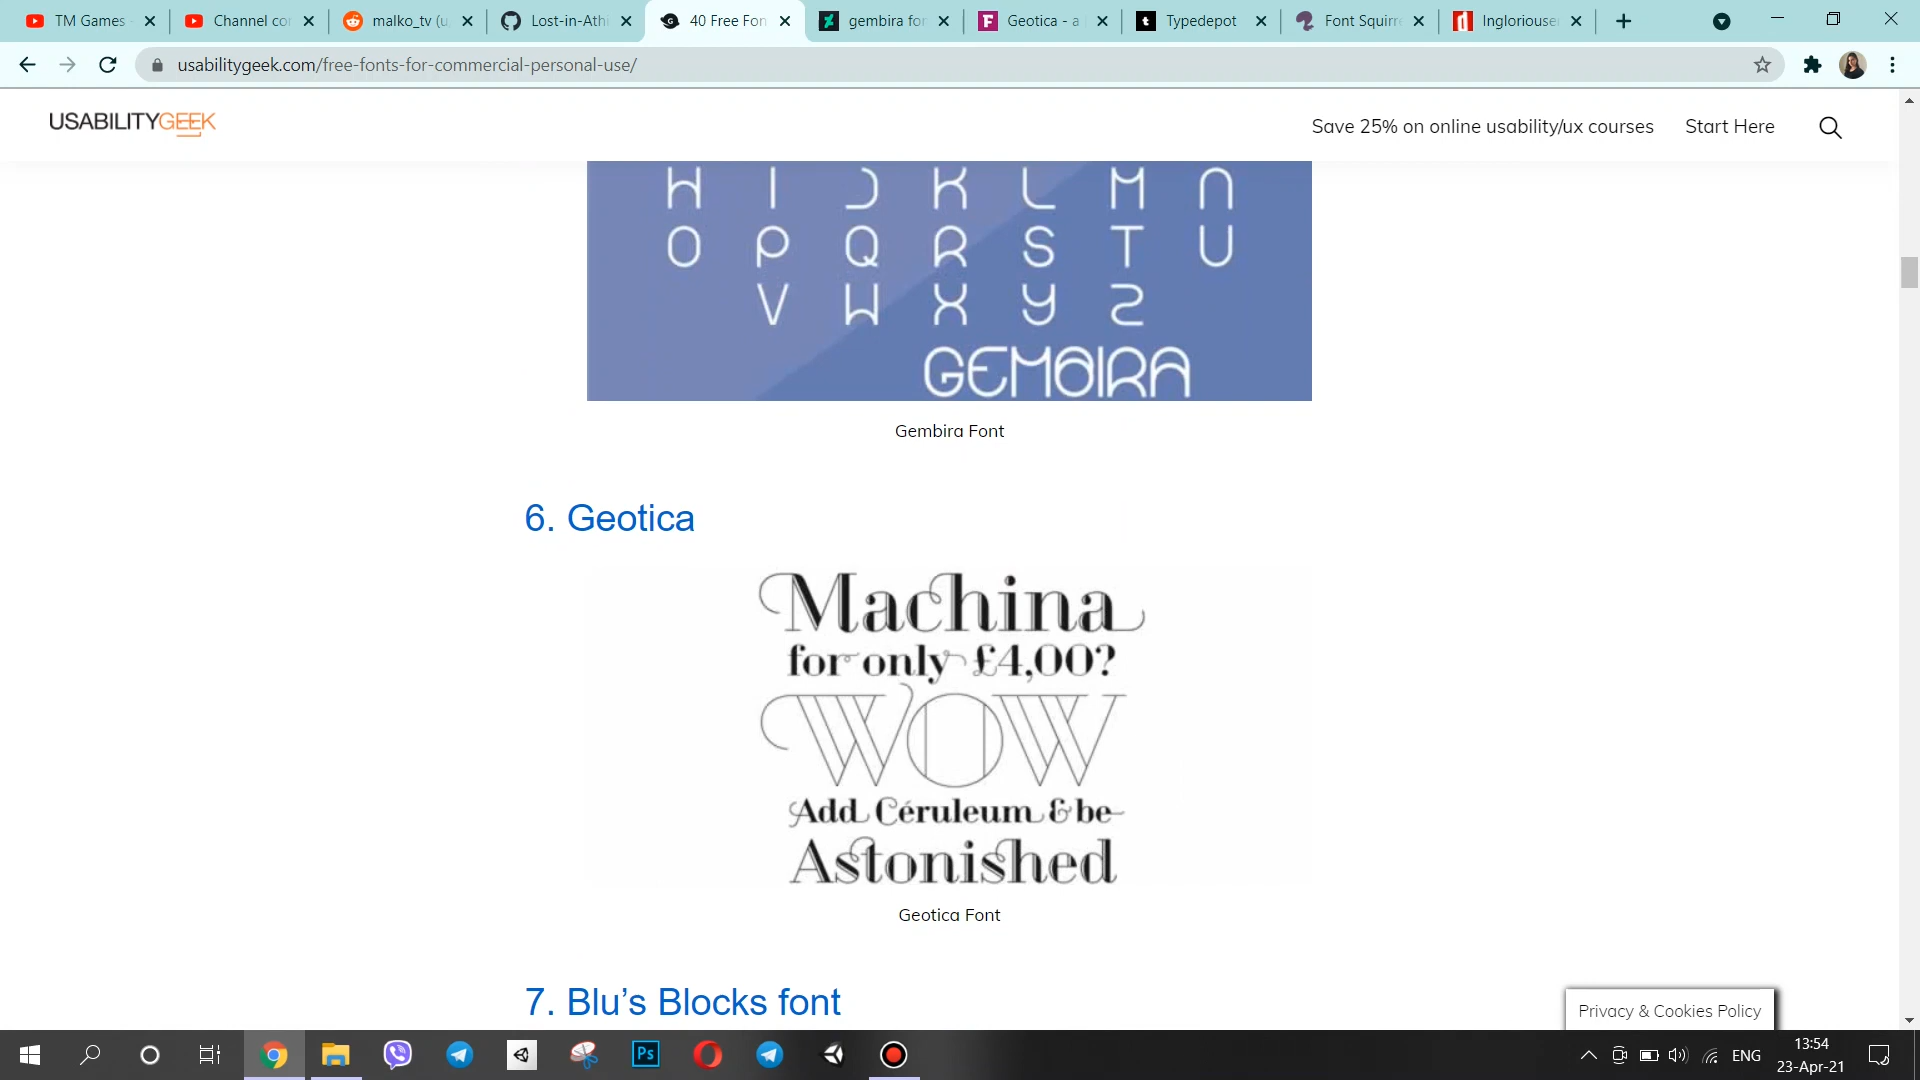 TM Games
Channel co
malko_tv (u
Lost-in-Ath
40 Free Fon
gembira fo
Geotica - a
Typedepot
Font Squirr
Inglorious
usabilitygeek.com/free-fonts-for-commercial-personal-use/
USABILITYGEEK
Save 25% on online usability/ux courses
Start Here
H I J K L M N
O P Q R S T U
V W X Y Z
GEMBIRA
Gembira Font
6. Geotica
Machina
for only £4,00?
WOW
Add Céruleum & be
Astonished
Geotica Font
7. Blu’s Blocks font
Privacy & Cookies Policy
Ps
ENG
13:54
23-Apr-21